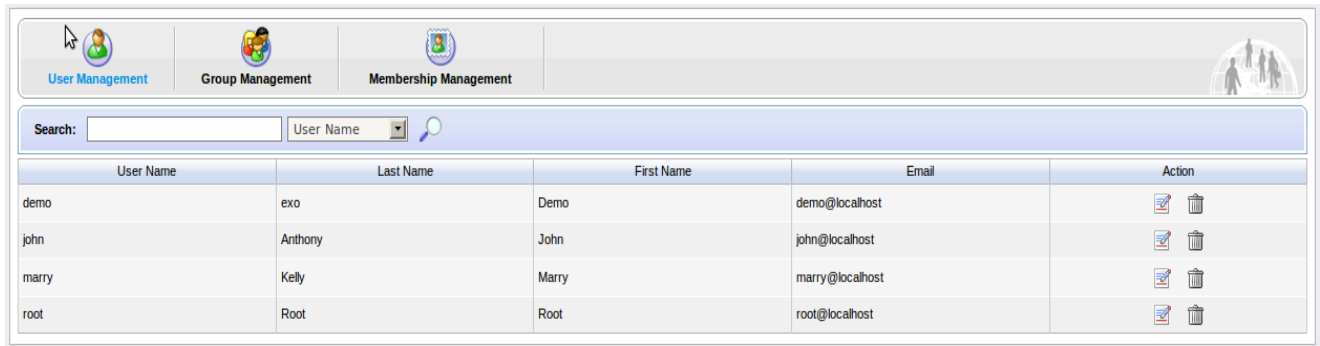 User Management Group Management Membership Management
Search: User Name
User Name Last Name First Name Email Action
demo exo Demo demo@localhost
john Anthony John john@localhost
marry Kelly Marry marry@localhost
root Root Root root@localhost